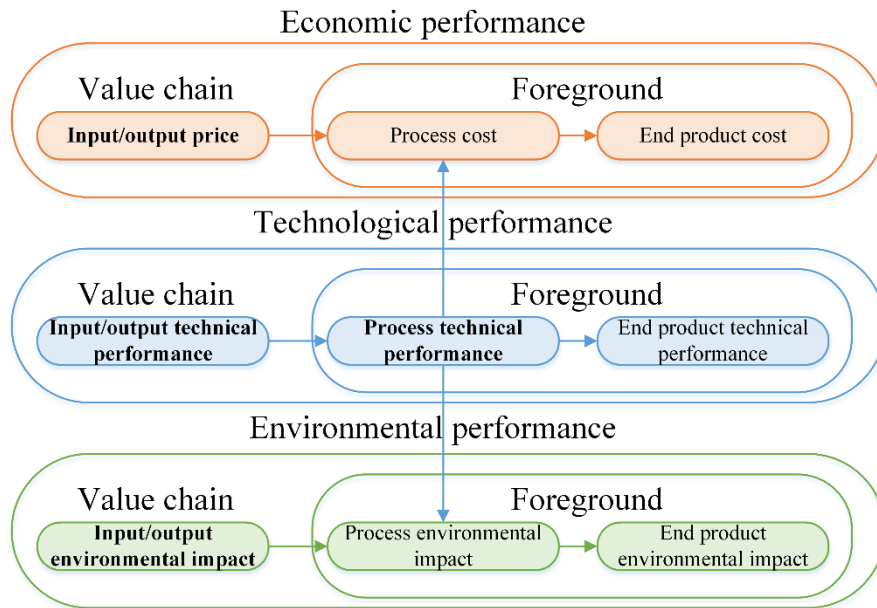 Economic performance
Value chain
Foreground
Input/output price
Process cost
End product cost
Technological performance
Value chain
Foreground
Input/output technical
performance
Process technical
performance
End product technical
performance
Environmental performance
Value chain
Foreground
Input/output
environmental impact
Process environmental
impact
End product
environmental impact